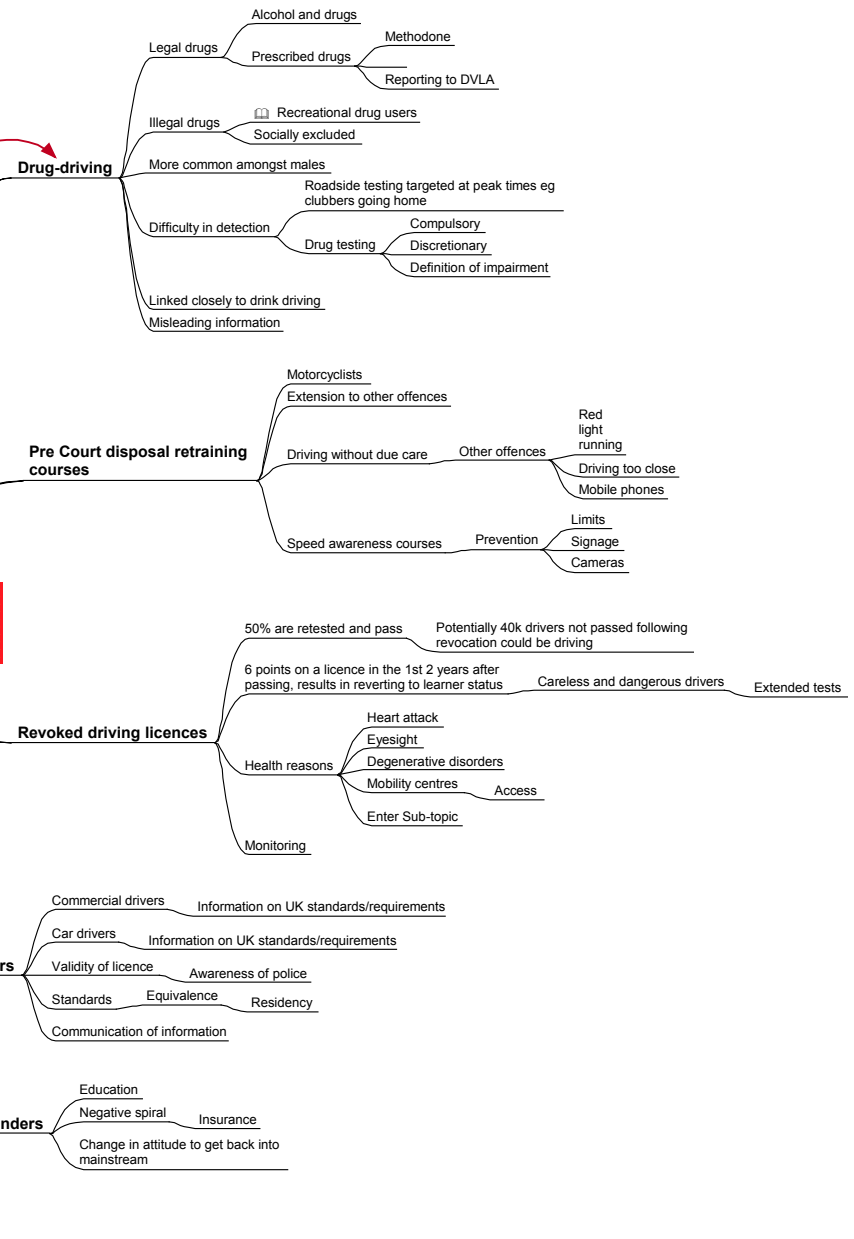 Alcohol and drugs
Methodone
Legal drugs
Prescribed drugs
Reporting to DVLA
Recreational drug users
Illegal drugs
Socially excluded
Drug-driving
More common amongst males
Roadside testing targeted at peak times eg
clubbers going home
Difficulty in detection
Compulsory
Drug testing
Discretionary
Definition of impairment
Linked closely to drink driving
Misleading information
Motorcyclists
Extension to other offences
Pre Court disposal retraining
courses
Driving without due care
Other offences
Red
light
running
Driving too close
Mobile phones
Speed awareness courses
Prevention
Limits
Signage
Cameras
50% are retested and pass
Potentially 40k drivers not passed following
revocation could be driving
6 points on a licence in the 1st 2 years after
passing, results in reverting to learner status
Careless and dangerous drivers
Extended tests
Revoked driving licences
Health reasons
Heart attack
Eyesight
Degenerative disorders
Mobility centres
Access
Enter Sub-topic
Monitoring
Commercial drivers
Information on UK standards/requirements
Car drivers
Information on UK standards/requirements
rs
Validity of licence
Awareness of police
Standards
Equivalence
Residency
Communication of information
Education
nders
Negative spiral
Insurance
Change in attitude to get back into
mainstream